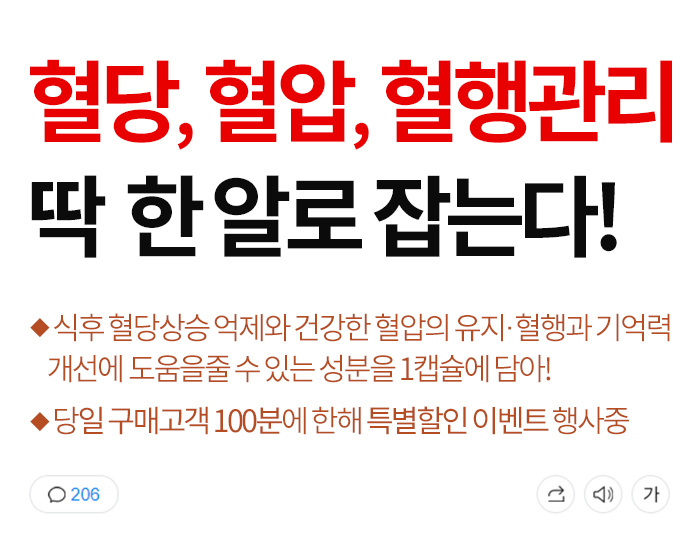 혈당, 혈압, 혈행관리
딱 한 알로 잡는다!
◆ 식후 혈당상승 억제와 건강한 혈압의 유지·혈행과 기억력
개선에 도움을줄 수 있는 성분을 1캡슐에 담아!
◆ 당일 구매고객 100분에 한해 특별할인 이벤트 행사중
206
가